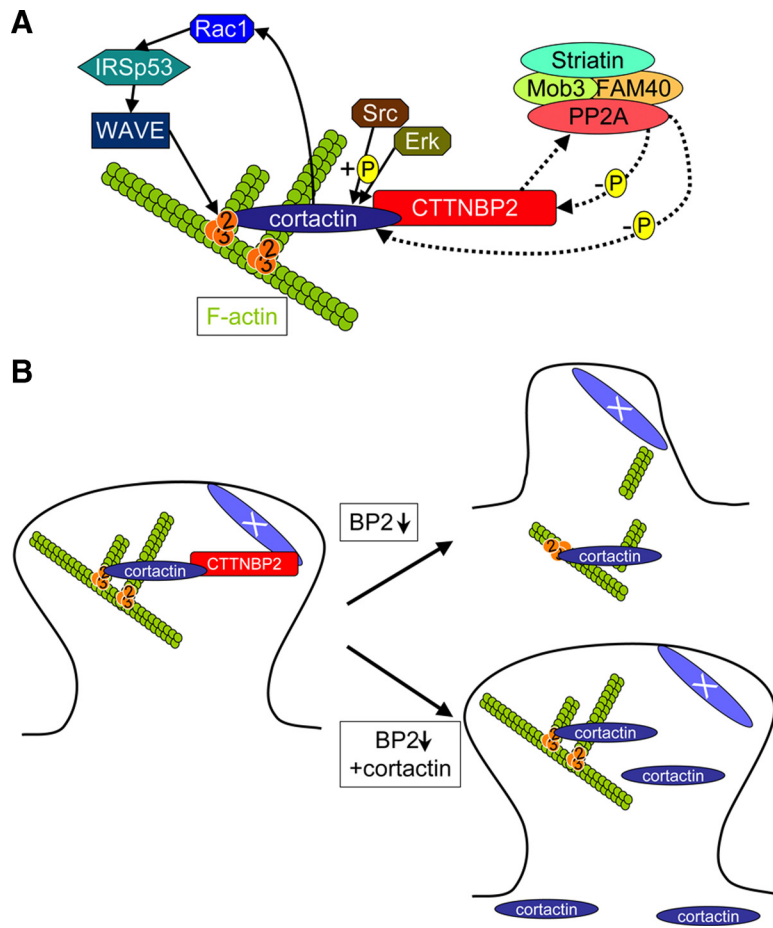 A
Rac1
IRSp53
WAVE
Src
Erk
+ P
Striatin
Mob3 FAM40
PP2A
- P
- P
cortactin
CTTNBP2
2
3
2
3
F-actin
B
X
cortactin
CTTNBP2
2
3
2
3
BP2↓
X
2
cortactin
BP2↓
+cortactin
X
cortactin
2
3
2
3
cortactin
cortactin
cortactin